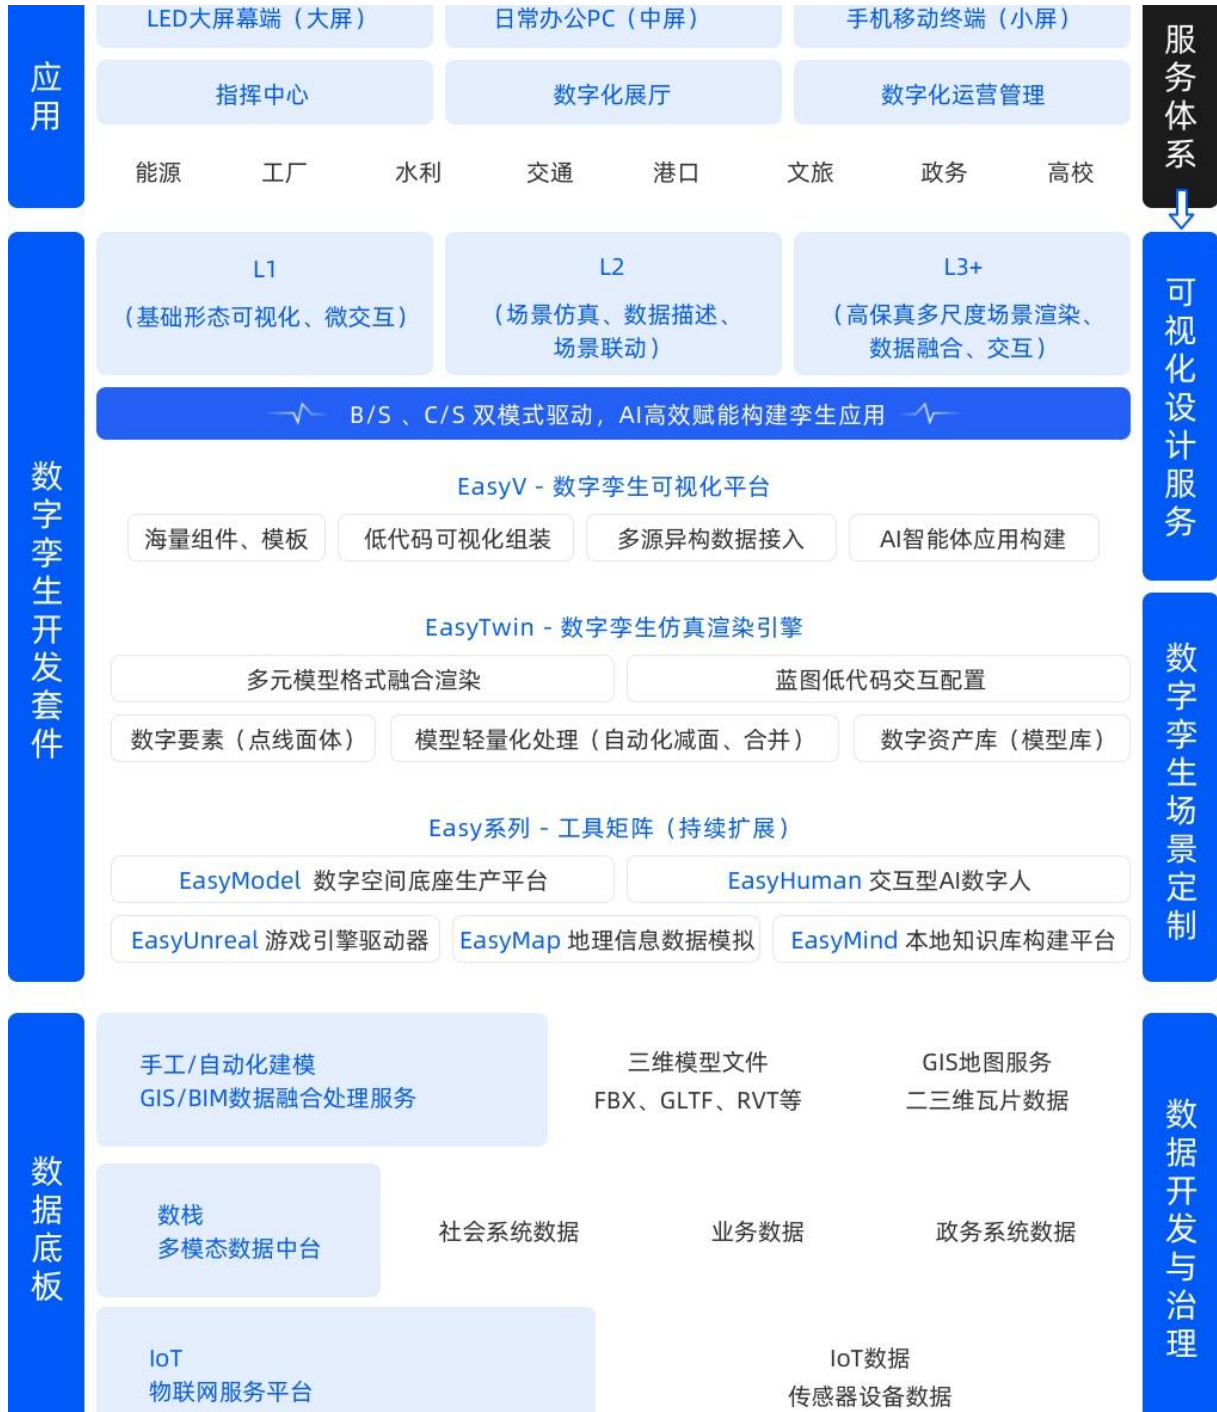 LED大屏幕端（大屏）
日常办公PC（中屏）
手机移动终端（小屏）
应用
指挥中心
数字化展厅
数字化运营管理
能源
工厂
水利
交通
港口
文旅
政务
高校
服务体系
L1
（基础形态可视化、微交互）
L2
（场景仿真、数据描述、
场景联动）
L3+
（高保真多尺度场景渲染、
数据融合、交互）
B/S 、C/S 双模式驱动，AI高效赋能构建孪生应用
数字孪生开发套件
EasyV - 数字孪生可视化平台
海量组件、模板
低代码可视化组装
多源异构数据接入
AI智能体应用构建
可视化设计服务
EasyTwin - 数字孪生仿真渲染引擎
多元模型格式融合渲染
蓝图低代码交互配置
数字要素（点线面体）
模型轻量化处理（自动化减面、合并）
数字资产库（模型库）
Easy系列 - 工具矩阵（持续扩展）
EasyModel 数字空间底座生产平台
EasyHuman 交互型AI数字人
EasyUnreal 游戏引擎驱动器
EasyMap 地理信息数据模拟
EasyMind 本地知识库构建平台
数字孪生场景定制
数据底板
手工/自动化建模
GIS/BIM数据融合处理服务
三维模型文件
FBX、GLTF、RVT等
GIS地图服务
二三维瓦片数据
数栈
多模态数据中台
社会系统数据
业务数据
政务系统数据
IoT
物联网服务平台
IoT数据
传感器设备数据
数据开发与治理